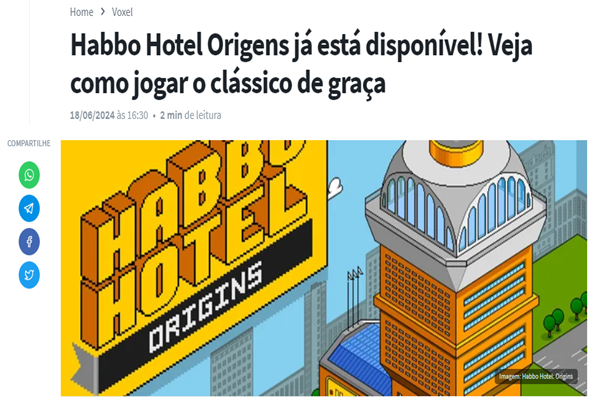 Home > Voxel
Habbo Hotel Origens já está disponível! Veja
como jogar o clássico de graça
18/06/2024 às 16:30 • 2 min de leitura
COMPARTILHE
HABBO
HOTEL
ORIGINS
Imagem: Habbo Hotel: Origins